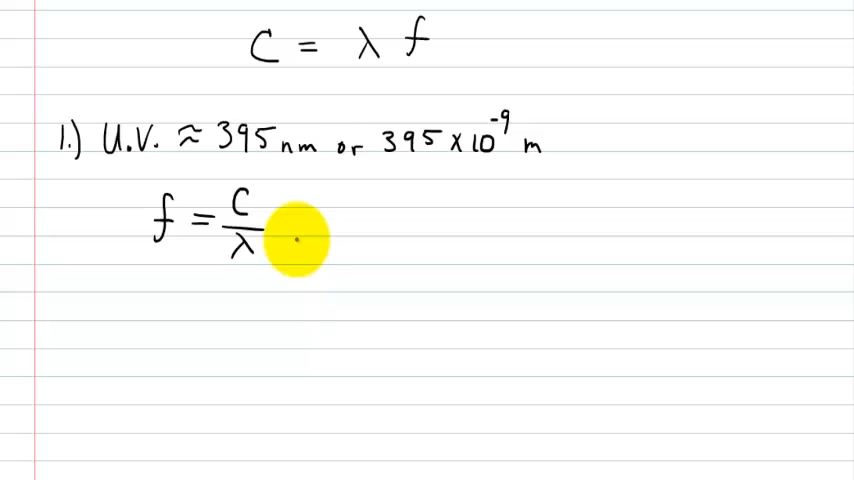 C = λ f
1.) U.V. ≈ 395 nm or 395 × 10⁻⁹ m
f = C/λ